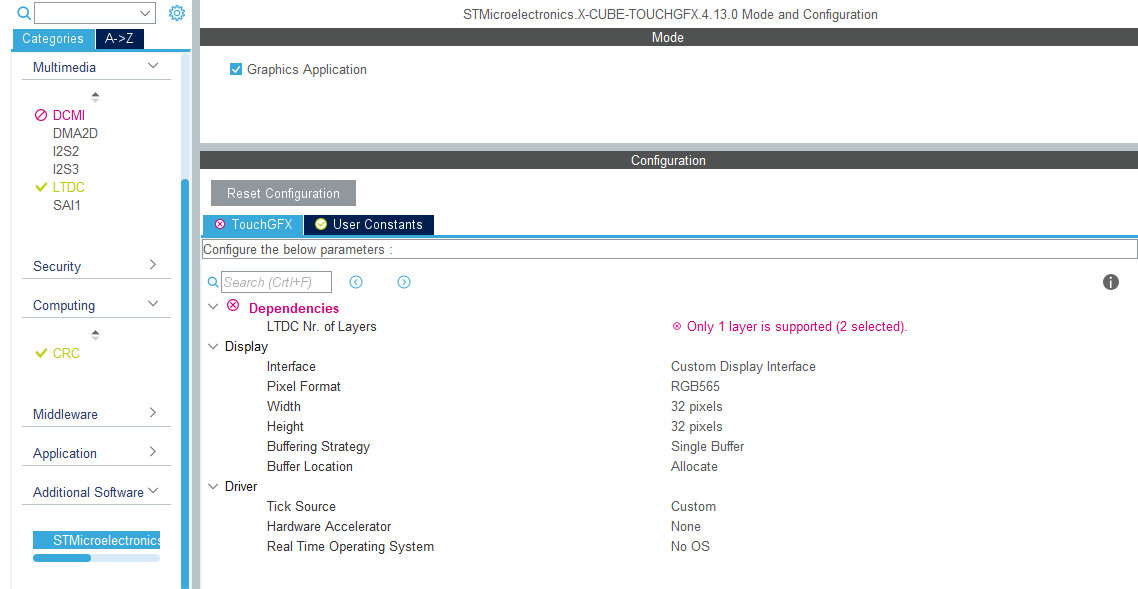 STMicroelectronics.X-CUBE-TOUCHGFX.4.13.0 Mode and Configuration
Categories
A->Z
Multimedia
DCMI
DMA2D
I2S2
I2S3
LTDC
SAI1
Security
Computing
CRC
Middleware
Application
Additional Software
STMicroelectronics
Mode
Graphics Application
Configuration
Reset Configuration
TouchGFX
User Constants
Configure the below parameters :
Search (CrtI+F)
Dependencies
LTDC Nr. of Layers Only 1 layer is supported (2 selected).
Display
Interface Custom Display Interface
Pixel Format RGB565
Width 32 pixels
Height 32 pixels
Buffering Strategy Single Buffer
Buffer Location Allocate
Driver
Tick Source Custom
Hardware Accelerator None
Real Time Operating System No OS